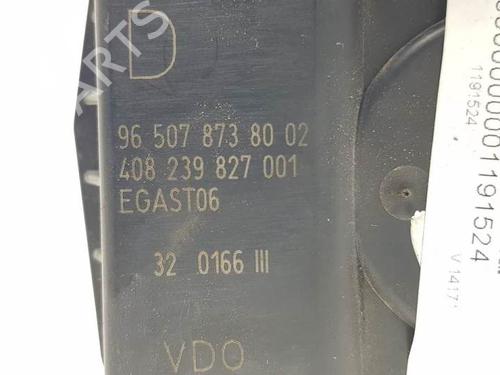 D
96 507 873 80 02
408 239 827 001
EGAST06
32 0166 III
VDO
1191524
V 1417